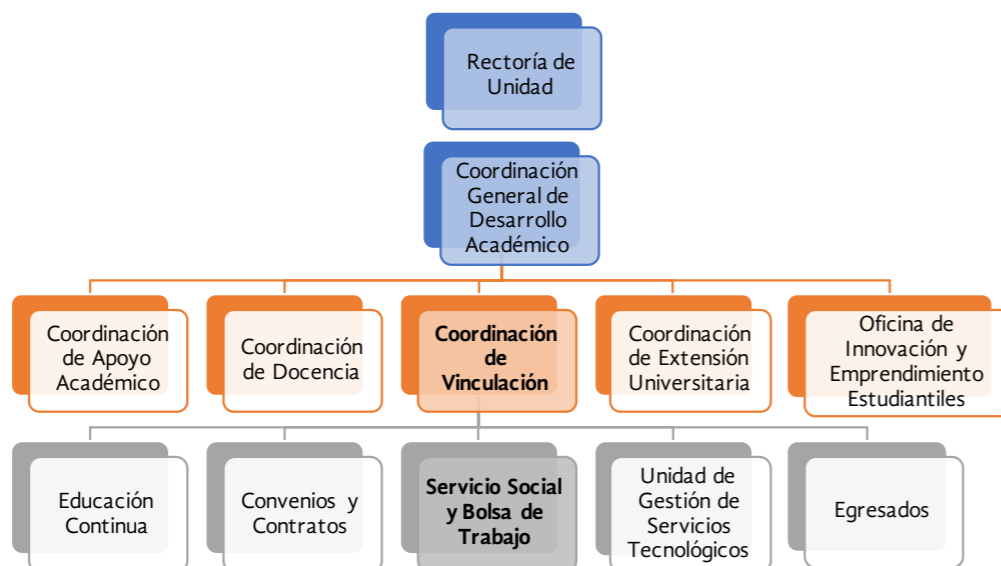 Rectoría de
Unidad
Coordinación
General de
Desarrollo
Académico
Coordinación
de Apoyo
Académico
Coordinación
de Docencia
Coordinación
de
Vinculación
Coordinación
de Extensión
Universitaria
Oficina de
Innovación y
Emprendimiento
Estudiantiles
Educación
Continua
Convenios y
Contratos
Servicio Social
y Bolsa de
Trabajo
Unidad de
Gestión de
Servicios
Tecnológicos
Egresados